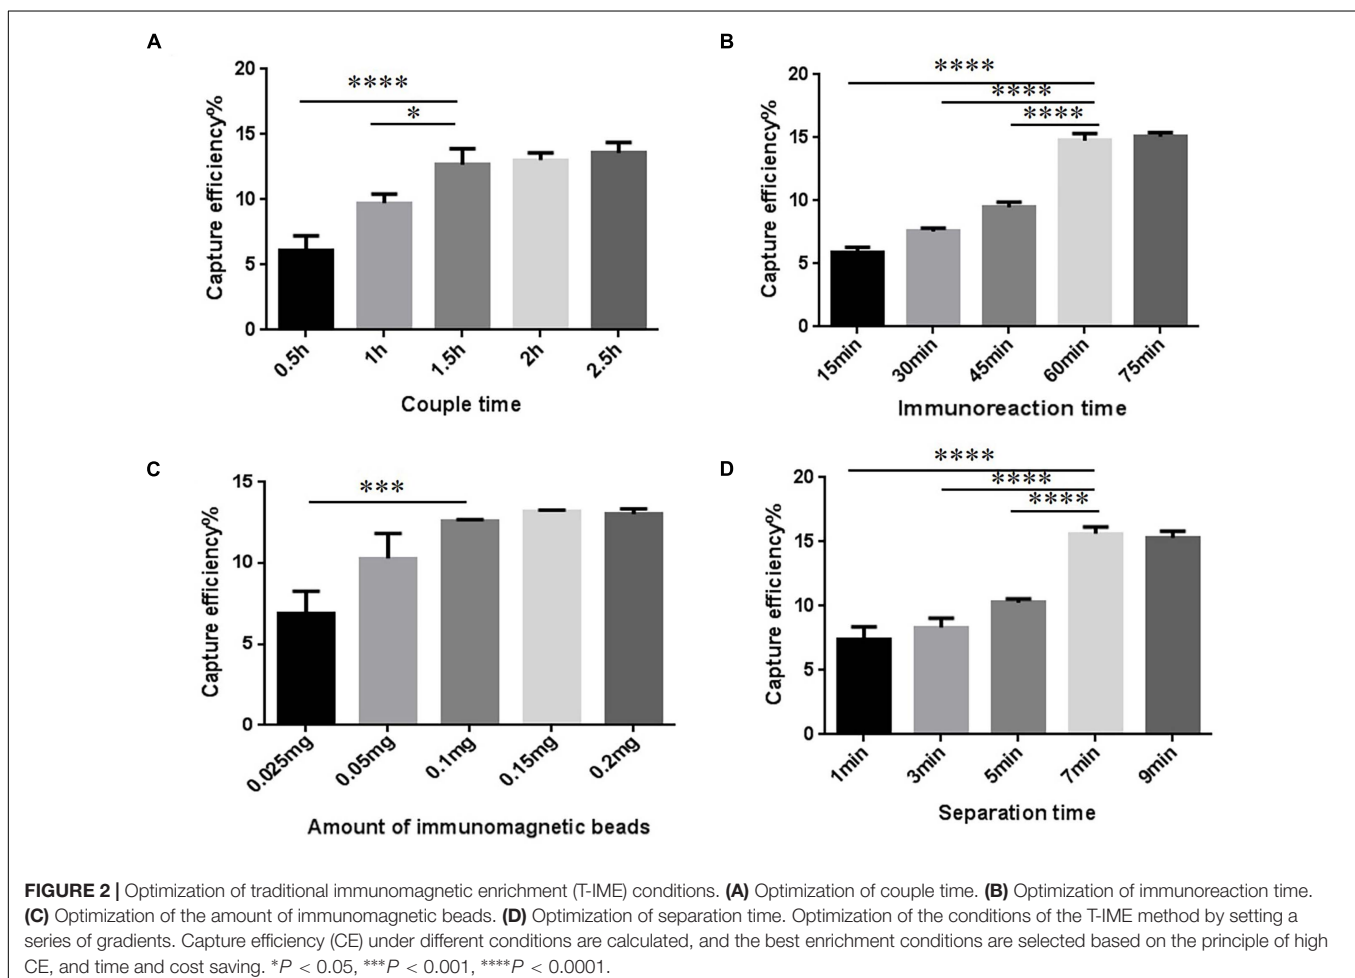 A
Capture efficiency%
20
15
10
5
0
****
*
0.5h
1h
1.5h
2h
2.5h
Couple time
B
Capture efficiency%
20
15
10
5
0
****
****
****
15min
30min
45min
60min
75min
Immunoreaction time
C
Capture efficiency%
15
10
5
0
***
0.025mg
0.05mg
0.1mg
0.15mg
0.2mg
Amount of immunomagnetic beads
D
Capture efficiency%
20
15
10
5
0
****
****
****
1min
3min
5min
7min
9min
Separation time
FIGURE 2 | Optimization of traditional immunomagnetic enrichment (T-IME) conditions. (A) Optimization of couple time. (B) Optimization of immunoreaction time.
(C) Optimization of the amount of immunomagnetic beads. (D) Optimization of separation time. Optimization of the conditions of the T-IME method by setting a
series of gradients. Capture efficiency (CE) under different conditions are calculated, and the best enrichment conditions are selected based on the principle of high
CE, and time and cost saving. *P < 0.05, ***P < 0.001, ****P < 0.0001.